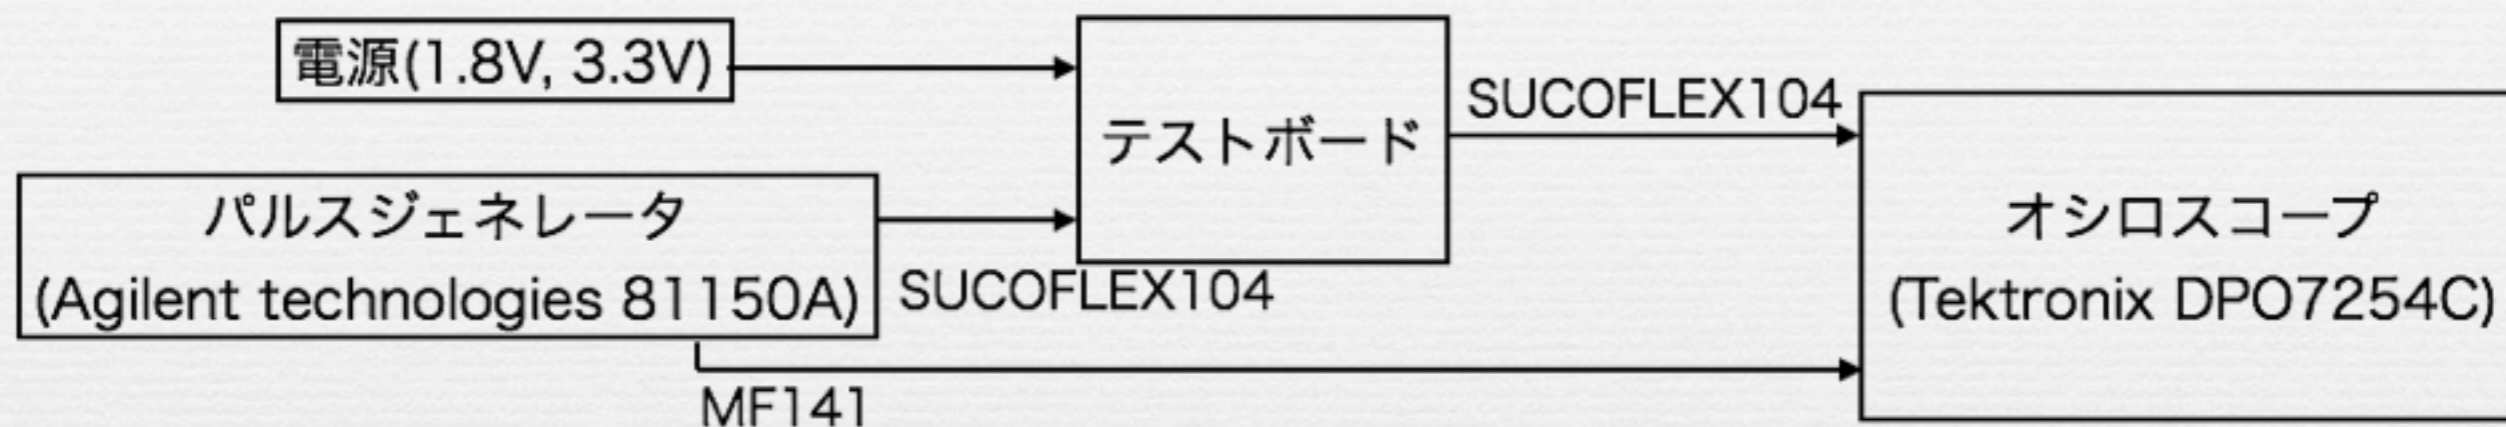 電源(1.8V, 3.3V)
テストボード
SUCOFLEX104
パルスジェネレータ
(Agilent technologies 81150A)
SUCOFLEX104
オシロスコープ
(Tektronix DPO7254C)
MF141